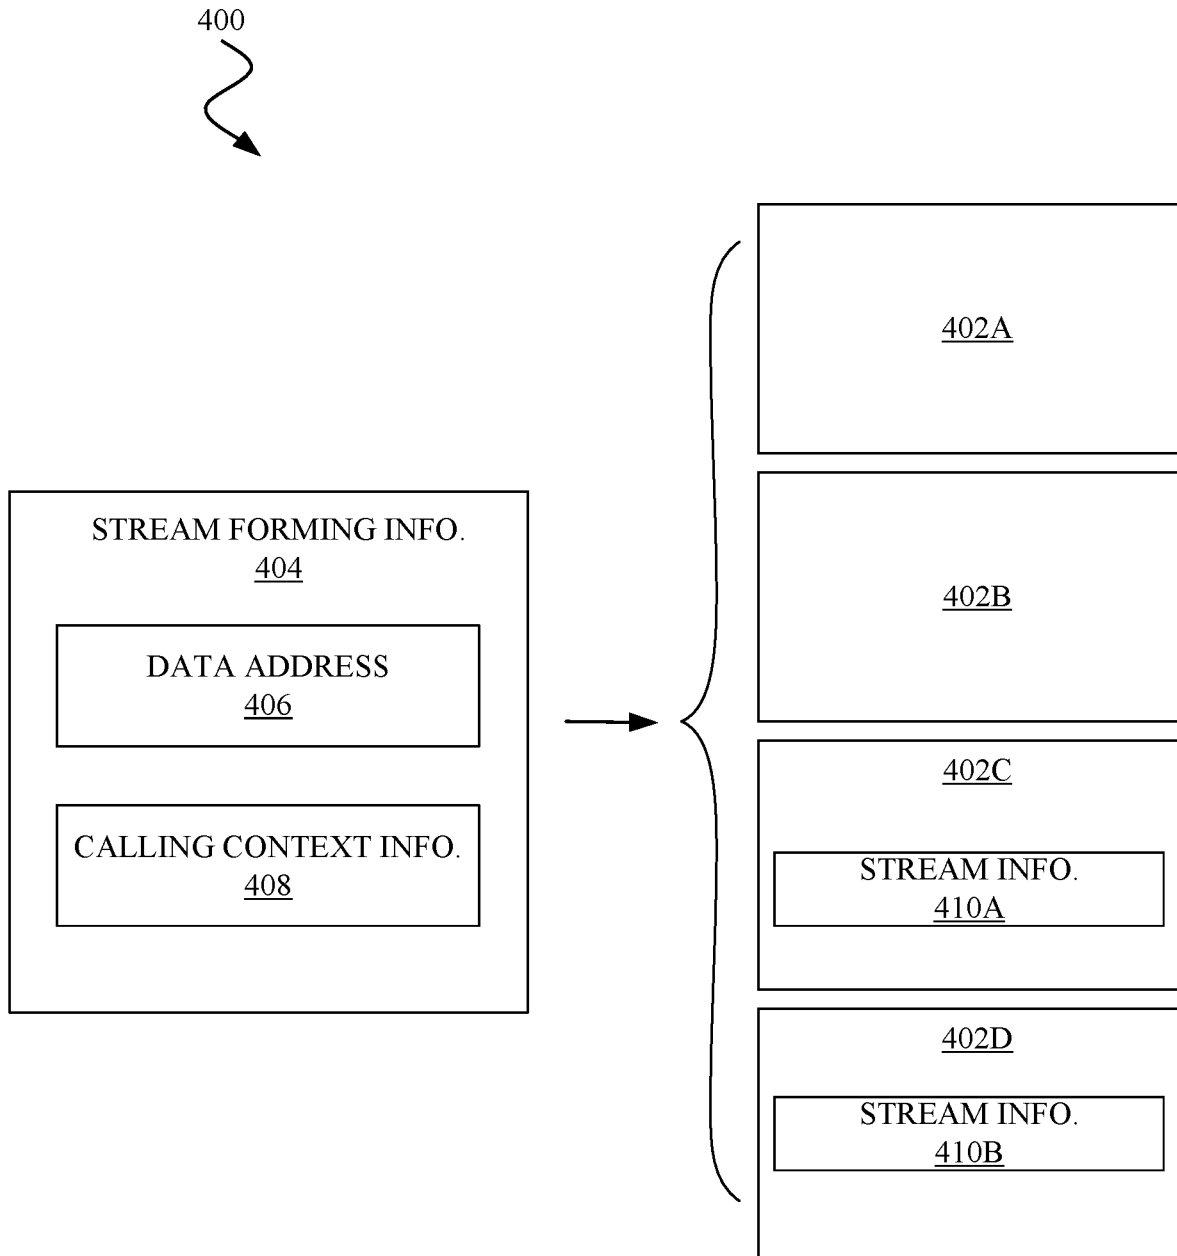 400
STREAM FORMING INFO.
404
DATA ADDRESS
406
CALLING CONTEXT INFO.
408
402A
402B
402C
STREAM INFO.
410A
402D
STREAM INFO.
410B